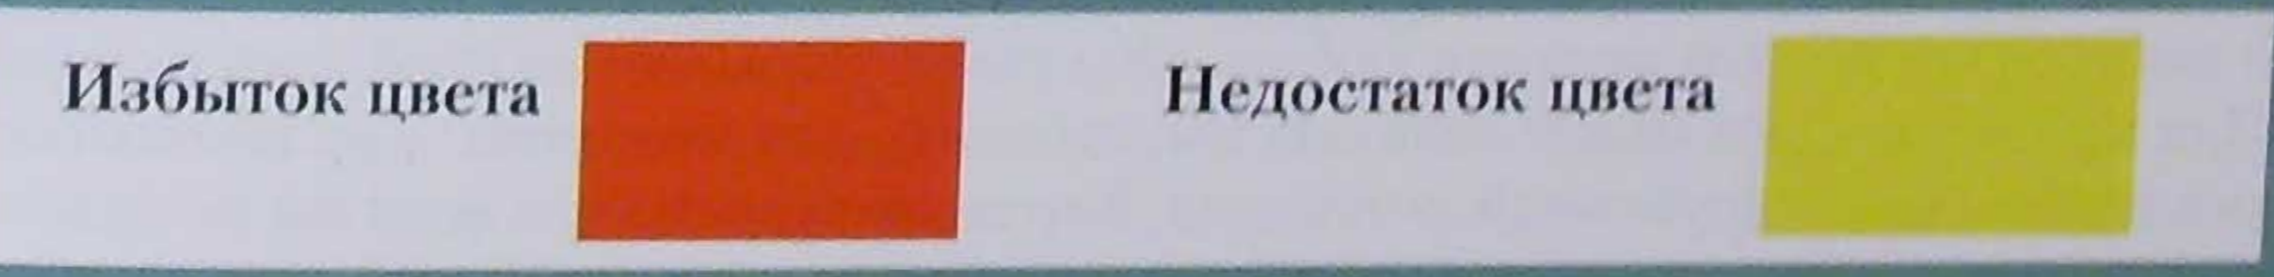 Избыток цвета
Недостаток цвета